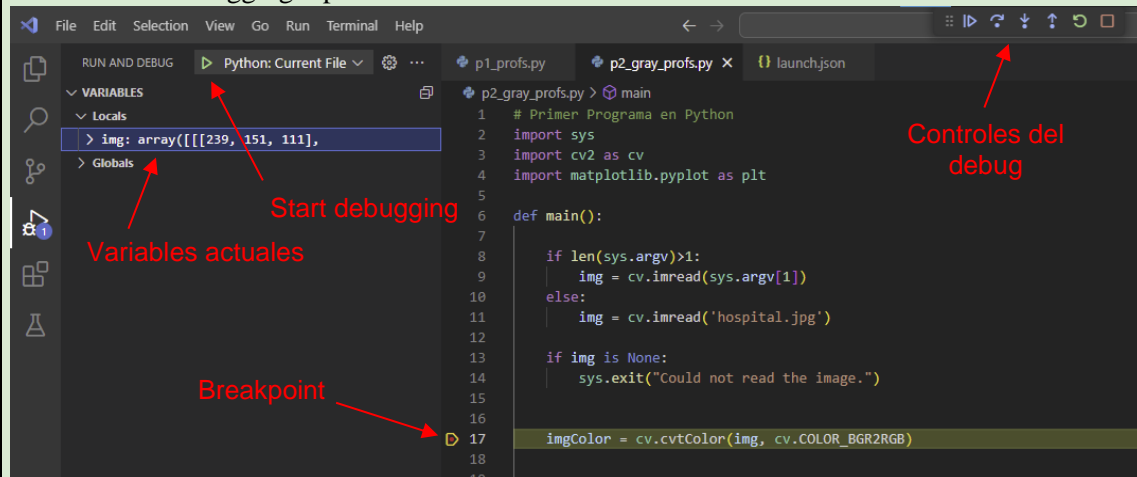 File Edit Selection View Go Run Terminal Help
RUN AND DEBUG Python: Current File
p1_profs.py p2_gray_profs.py launch.json
VARIABLES
p2_gray_profs.py > main
Locals
img: array([[[239, 151, 111],
Globals
1 # Primer Programa en Python
2 import sys
3 import cv2 as cv
4 import matplotlib.pyplot as plt
5
6 def main():
7
8 if len(sys.argv)>1:
9 img = cv.imread(sys.argv[1])
10 else:
11 img = cv.imread('hospital.jpg')
12
13 if img is None:
14 sys.exit("Could not read the image.")
15
16
17 imgColor = cv.cvtColor(img, cv.COLOR_BGR2RGB)
18
1
Controles del
debug
Start debugging
Variables actuales
Breakpoint